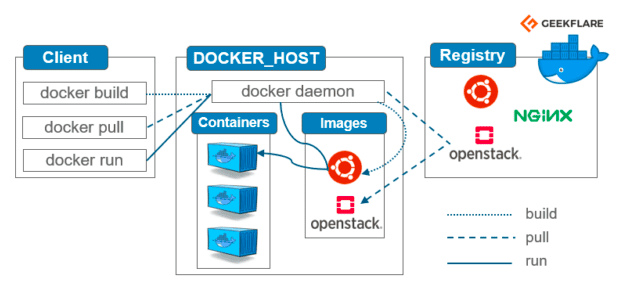 GEEKFLARE
Client
DOCKER_HOST
Registry
docker build
docker daemon
docker pull
Containers
Images
NGINX
docker run
openstack.
openstack.
build
pull
run